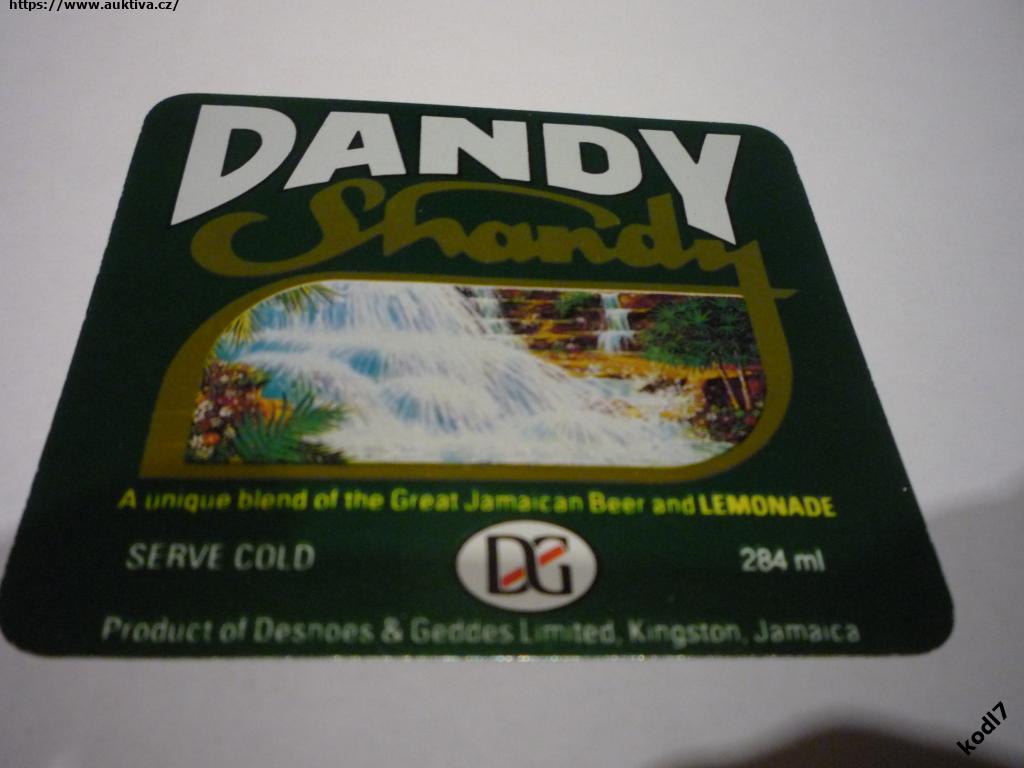 https://www.auktiva.cz/
DANDY
Shandy
A unique blend of the Great Jamaican Beer and LEMONADE
SERVE COLD
DG
284 ml
Product of Desnoes & Geddes Limited, Kingston, Jamaica
kodl7